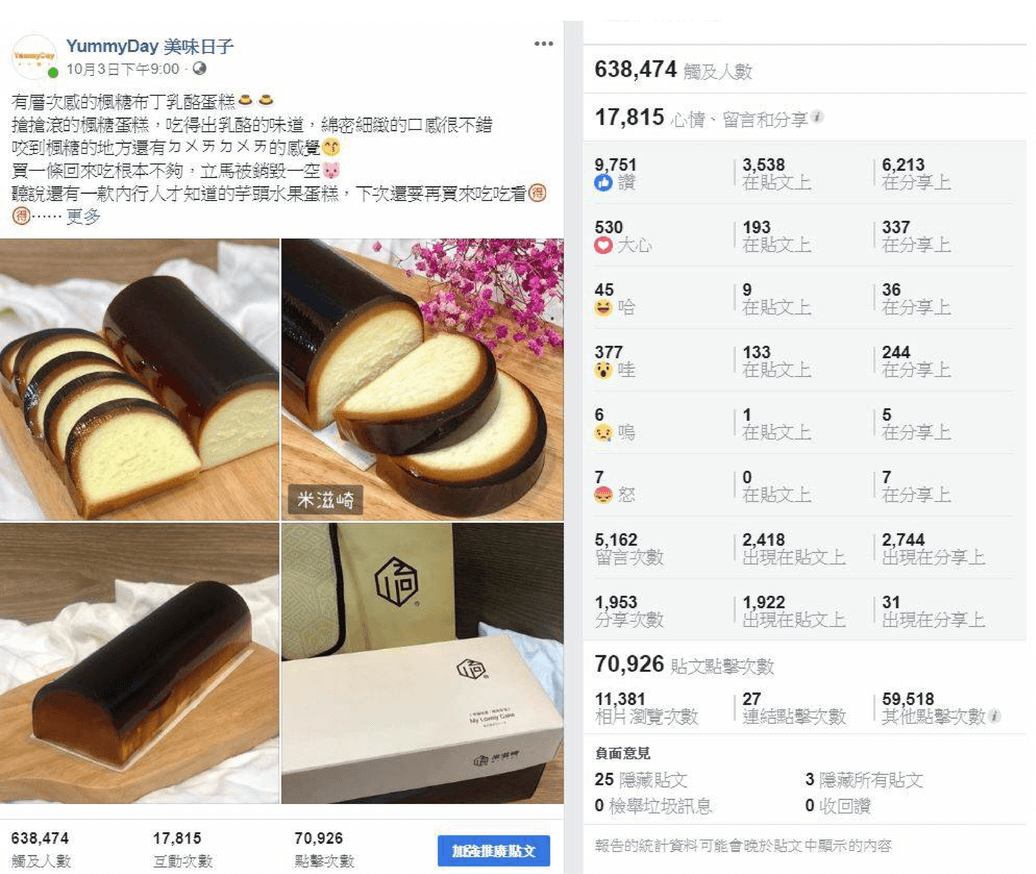 YummyDay 美味日子
10月3日下午9:00
有層次感的楓糖布丁乳酪蛋糕🍮🍮
搶搶滾的楓糖蛋糕，吃得出乳酪的味道，綿密細緻的口感很不錯
咬到楓糖的地方還有ㄉㄨㄞㄉㄨㄞ的感覺😙
買一條回來吃根本不夠，立馬被銷毀一空🐷
聽說還有一款內行人才知道的芋頭水果蛋糕，下次還要再買來吃吃看🉐
🉐⋯⋯ 更多
米滋崎
My Lovely Cake
638,474
觸及人數
17,815
互動次數
70,926
點擊次數
加強推廣貼文
638,474 觸及人數
17,815 心情、留言和分享
9,751 讚
3,538 在貼文上
6,213 在分享上
530 大心
193 在貼文上
337 在分享上
45 哈
9 在貼文上
36 在分享上
377 哇
133 在貼文上
244 在分享上
6 嗚
1 在貼文上
5 在分享上
7 怒
0 在貼文上
7 在分享上
5,162 留言次數
2,418 出現在貼文上
2,744 出現在分享上
1,953 分享次數
1,922 出現在貼文上
31 出現在分享上
70,926 貼文點擊次數
11,381 相片瀏覽次數
27 連結點擊次數
59,518 其他點擊次數
負面意見
25 隱藏貼文
3 隱藏所有貼文
0 檢舉垃圾訊息
0 收回讚
報告的統計資料可能會晚於貼文中顯示的內容